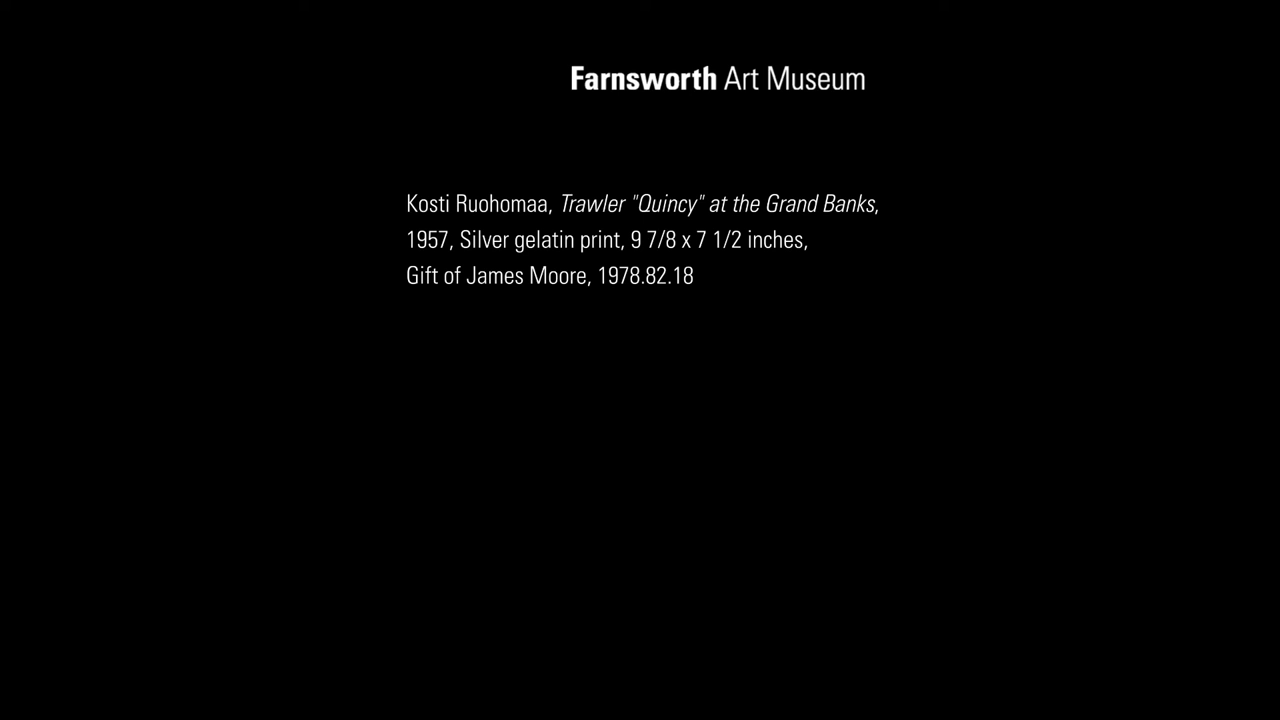 Farnsworth Art Museum
Kosti Ruohomaa, Trawler "Quincy" at the Grand Banks,
1957, Silver gelatin print, 9 7/8 x 7 1/2 inches,
Gift of James Moore, 1978.82.18